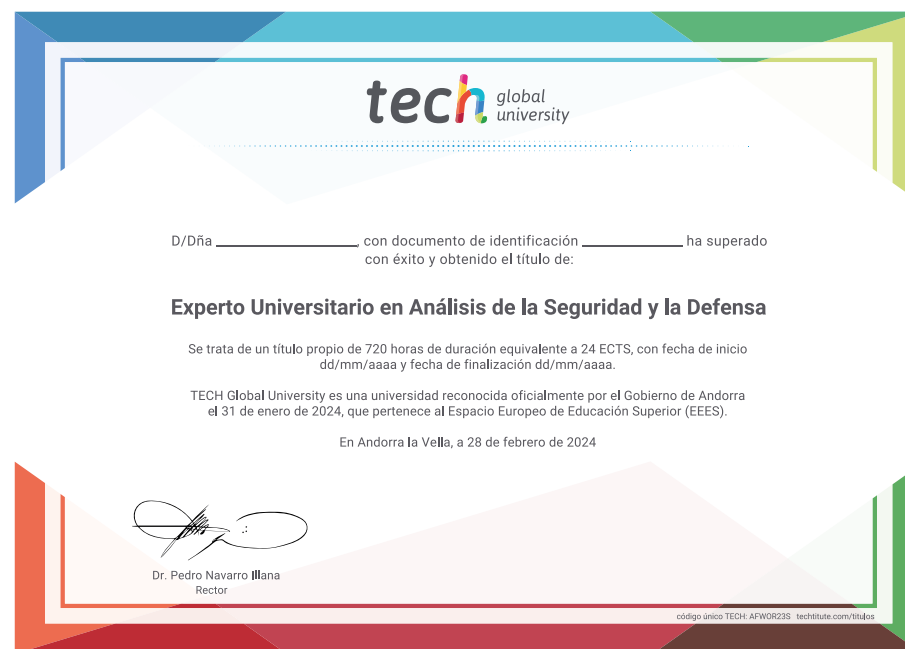 tech global
university
D/Dña ______________, con documento de identificación __________ ha superado
con éxito y obtenido el título de:
Experto Universitario en Análisis de la Seguridad y la Defensa
Se trata de un título propio de 720 horas de duración equivalente a 24 ECTS, con fecha de inicio
dd/mm/aaaa y fecha de finalización dd/mm/aaaa.
TECH Global University es una universidad reconocida oficialmente por el Gobierno de Andorra
el 31 de enero de 2024, que pertenece al Espacio Europeo de Educación Superior (EEES).
En Andorra la Vella, a 28 de febrero de 2024
Dr. Pedro Navarro Illana
Rector
código único TECH: AFWOR23S techtitute.com/titulos